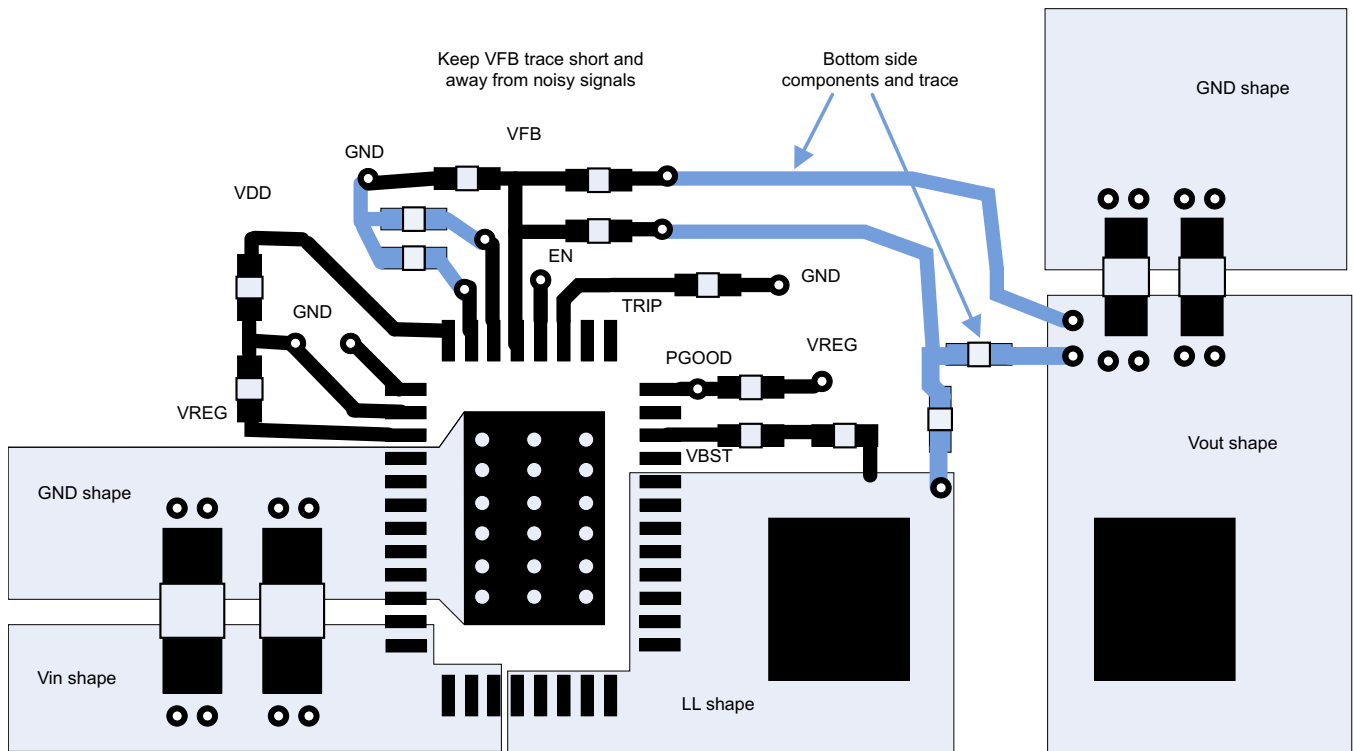 Keep VFB trace short and
away from noisy signals
Bottom side
components and trace
GND shape
VFB
GND
VDD
EN
GND
TRIP
GND
PGOOD
VREG
VREG
VBST
Vout shape
GND shape
Vin shape
LL shape